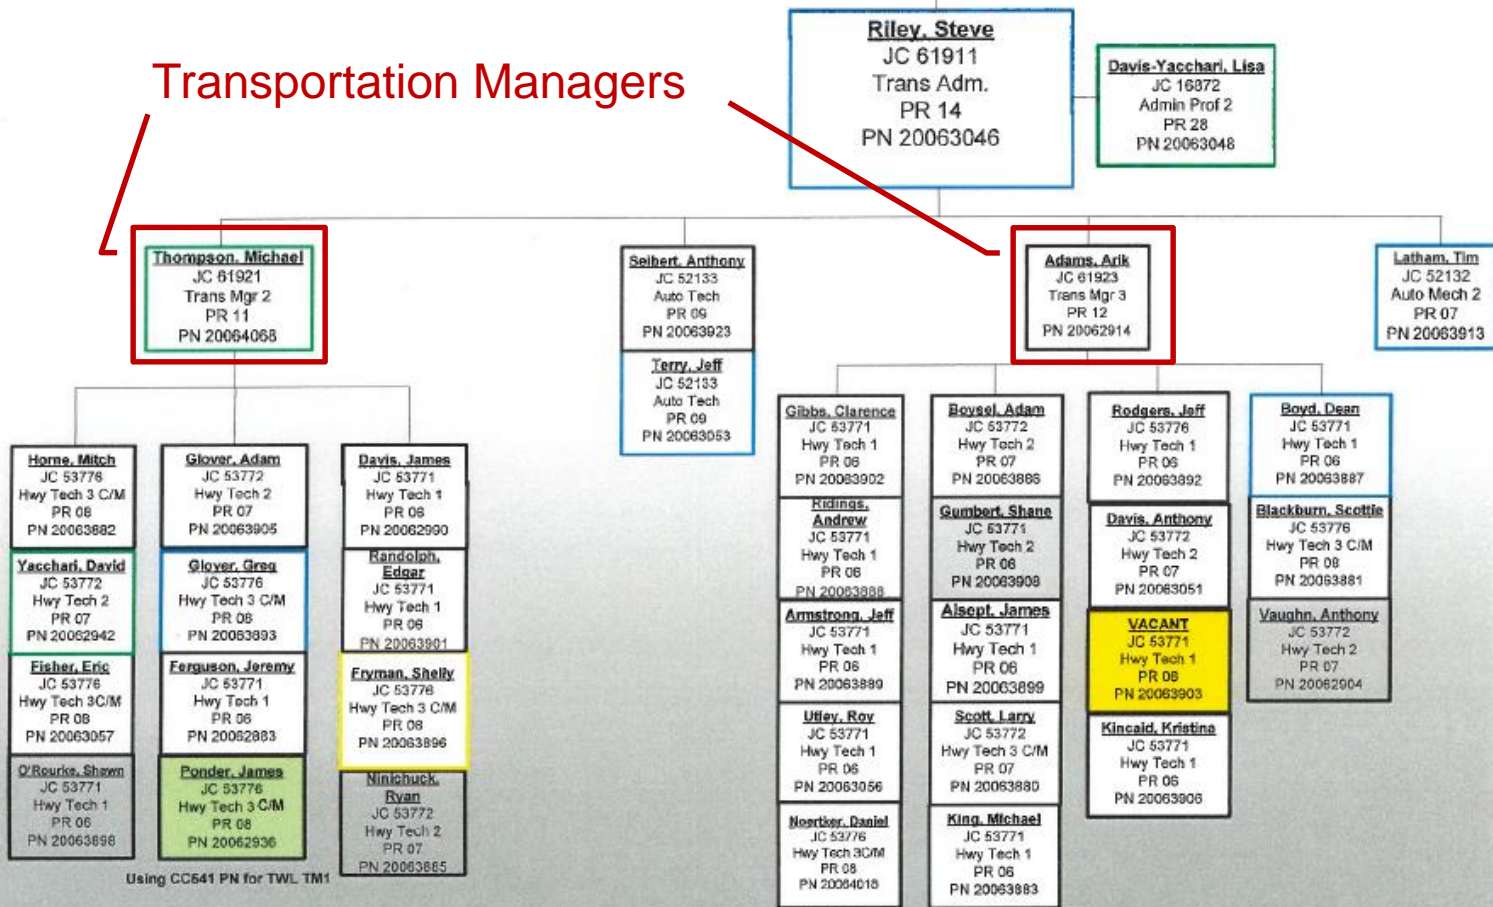 Transportation Managers
Riley, Steve
JC 61911
Trans Adm.
PR 14
PN 20063046
Davis-Yacchari, Lisa
JC 16872
Admin Prof 2
PR 28
PN 20063048
Thompson, Michael
JC 61921
Trans Mgr 2
PR 11
PN 20064068
Seibert, Anthony
JC 52133
Auto Tech
PR 09
PN 20063923
Terry, Jeff
JC 52133
Auto Tech
PR 09
PN 20063053
Adams, Arik
JC 61923
Trans Mgr 3
PR 12
PN 20062914
Latham, Tim
JC 52132
Auto Mech 2
PR 07
PN 20063913
Horne, Mitch
JC 53776
Hwy Tech 3 C/M
PR 08
PN 20063882
Yacchari, David
JC 53772
Hwy Tech 2
PR 07
PN 20062942
Fisher, Eric
JC 53776
Hwy Tech 3C/M
PR 08
PN 20063057
O'Rourke, Shawn
JC 53771
Hwy Tech 1
PR 06
PN 20063898
Glover, Adam
JC 53772
Hwy Tech 2
PR 07
PN 20063905
Glover, Greg
JC 53776
Hwy Tech 3 C/M
PR 08
PN 20063893
Ferguson, Jeremy
JC 53771
Hwy Tech 1
PR 06
PN 20062883
Ponder, James
JC 53776
Hwy Tech 3 C/M
PR 08
PN 20062936
Davis, James
JC 53771
Hwy Tech 1
PR 06
PN 20062990
Randolph,
Edgar
JC 53771
Hwy Tech 1
PR 06
PN 20063901
Fryman, Shelly
JC 53776
Hwy Tech 3 C/M
PR 08
PN 20063896
Ninichuck,
Ryan
JC 53772
Hwy Tech 2
PR 07
PN 20063885
Using CC641 PN for TWL TM1
Gibbs, Clarence
JC 53771
Hwy Tech 1
PR 06
PN 20063902
Ridings,
Andrew
JC 53771
Hwy Tech 1
PR 06
PN 20063888
Armstrong, Jeff
JC 53771
Hwy Tech 1
PR 06
PN 20063889
Utley, Roy
JC 53771
Hwy Tech 1
PR 06
PN 20063056
Noertker, Daniel
JC 53776
Hwy Tech 3C/M
PR 08
PN 20064018
Boysel, Adam
JC 53772
Hwy Tech 2
PR 07
PN 20063886
Gumbert, Shane
JC 53771
Hwy Tech 2
PR 06
PN 20063908
Alsept, James
JC 53771
Hwy Tech 1
PR 06
PN 20063899
Scott, Larry
JC 53772
Hwy Tech 3 C/M
PR 07
PN 20063880
King, Michael
JC 53771
Hwy Tech 1
PR 06
PN 20063883
Rodgers, Jeff
JC 53776
Hwy Tech 1
PR 06
PN 20063892
Davis, Anthony
JC 53772
Hwy Tech 2
PR 07
PN 20063051
VACANT
JC 53771
Hwy Tech 1
PR 06
PN 20063903
Kincaid, Kristina
JC 53771
Hwy Tech 1
PR 06
PN 20063906
Boyd, Dean
JC 53771
Hwy Tech 1
PR 06
PN 20063887
Blackburn, Scottie
JC 53776
Hwy Tech 3 C/M
PR 08
PN 20063881
Vaughn, Anthony
JC 53772
Hwy Tech 2
PR 07
PN 20062904